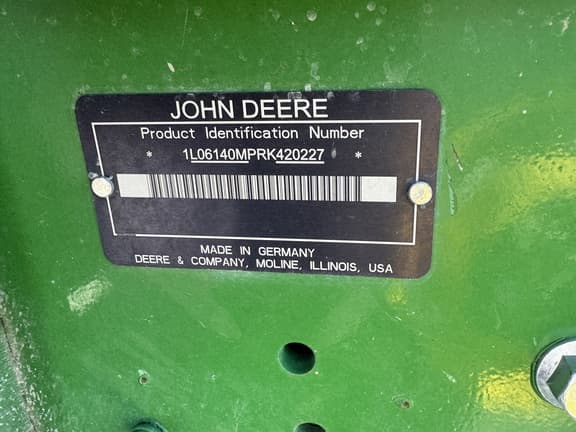 JOHN DEERE
Product Identification Number
* 1L06140MPRK420227 *
MADE IN GERMANY
DEERE & COMPANY, MOLINE, ILLINOIS, USA